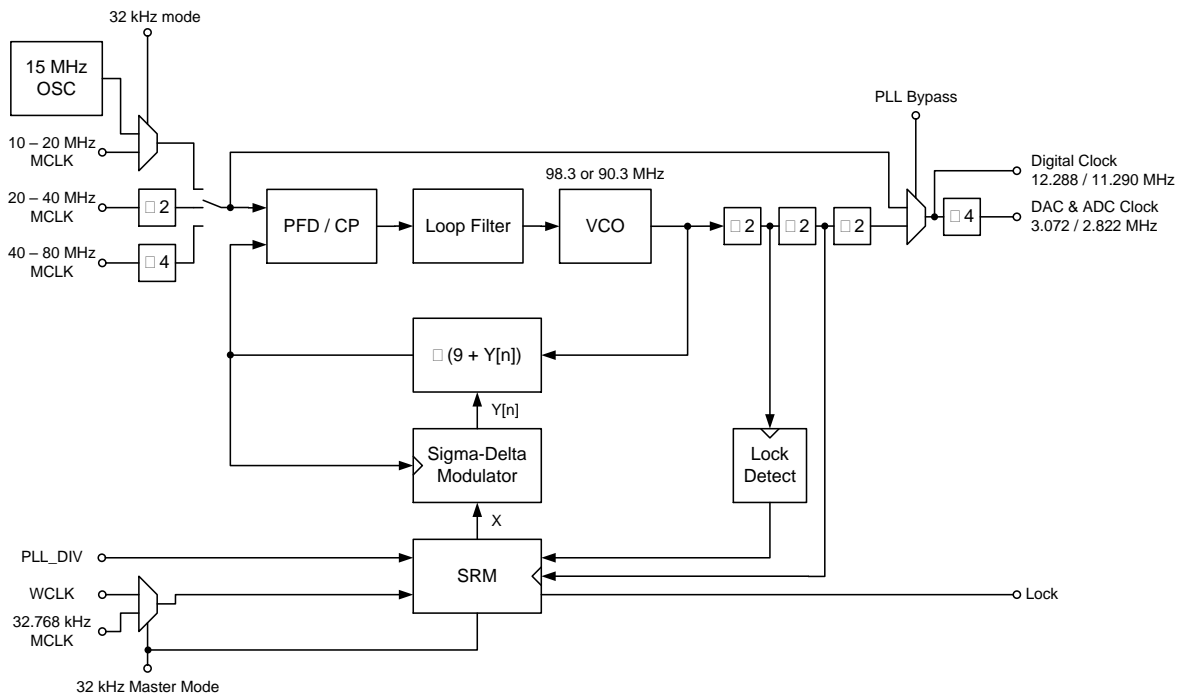 32 kHz mode
15 MHz
OSC
PLL Bypass
10 – 20 MHz
MCLK
20 – 40 MHz
MCLK
40 – 80 MHz
MCLK
□ 2
□ 4
PFD / CP
Loop Filter
98.3 or 90.3 MHz
VCO
□ 2
□ 2
□ 2
□ 4
Digital Clock
12.288 / 11.290 MHz
DAC & ADC Clock
3.072 / 2.822 MHz
□ (9 + Y[n])
Y[n]
Sigma-Delta
Modulator
Lock
Detect
X
PLL_DIV
SRM
WCLK
32.768 kHz
MCLK
Lock
32 kHz Master Mode